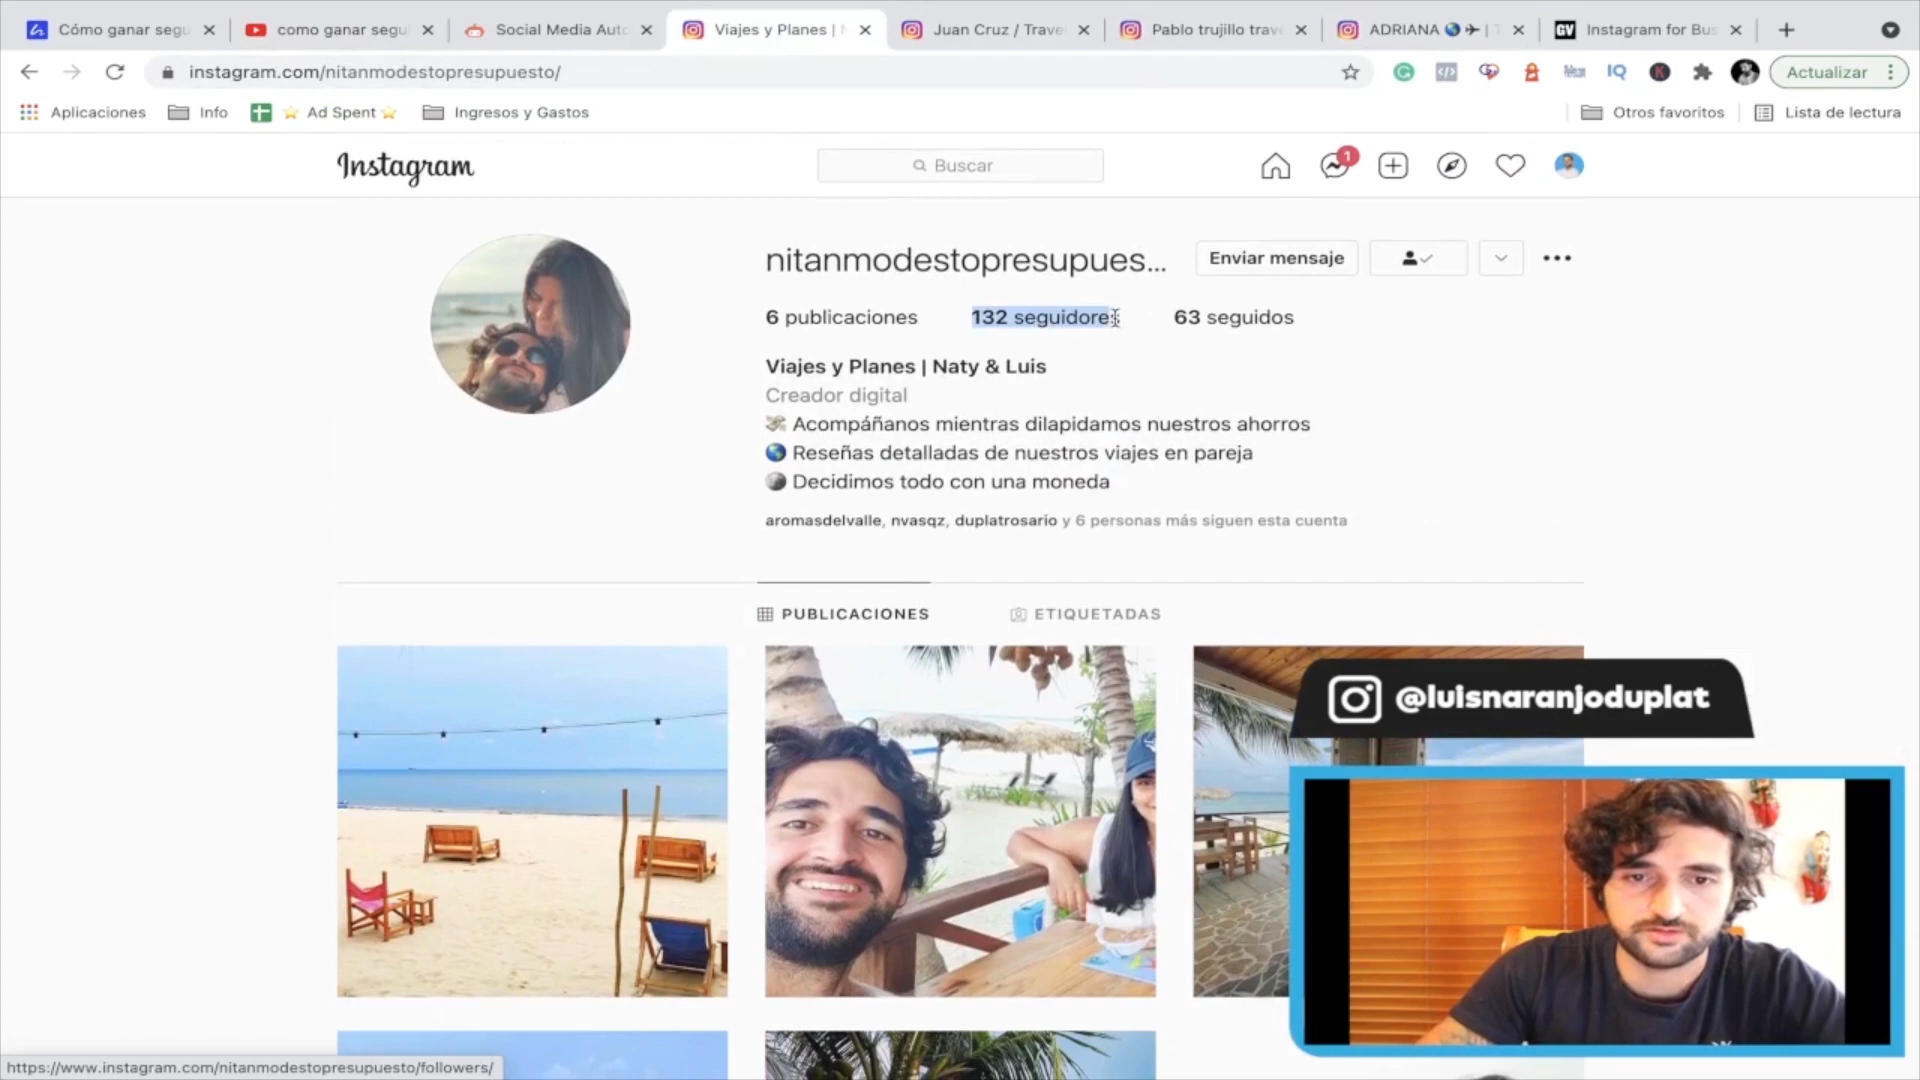 Cómo ganar segu
como ganar segui
Social Media Auto
Viajes y Planes |
Juan Cruz / Trave
Pablo trujillo trav
ADRIANA 🌎 ✈ |
Instagram for Bus
instagram.com/nitanmodestopresupuesto/
IQ
Actualizar
Aplicaciones
Info
⭐ Ad Spent ⭐
Ingresos y Gastos
Otros favoritos
Lista de lectura
Instagram
Buscar
1
nitanmodestopresupues...
Enviar mensaje
6 publicaciones
132 seguidores
63 seguidos
Viajes y Planes | Naty & Luis
Creador digital
💸 Acompáñanos mientras dilapidamos nuestros ahorros
🌎 Reseñas detalladas de nuestros viajes en pareja
🌑 Decidimos todo con una moneda
aromasdelvalle, nvasqz, duplatrosario y 6 personas más siguen esta cuenta
PUBLICACIONES
ETIQUETADAS
@luisnaranjoduplat
https://www.instagram.com/nitanmodestopresupuesto/followers/